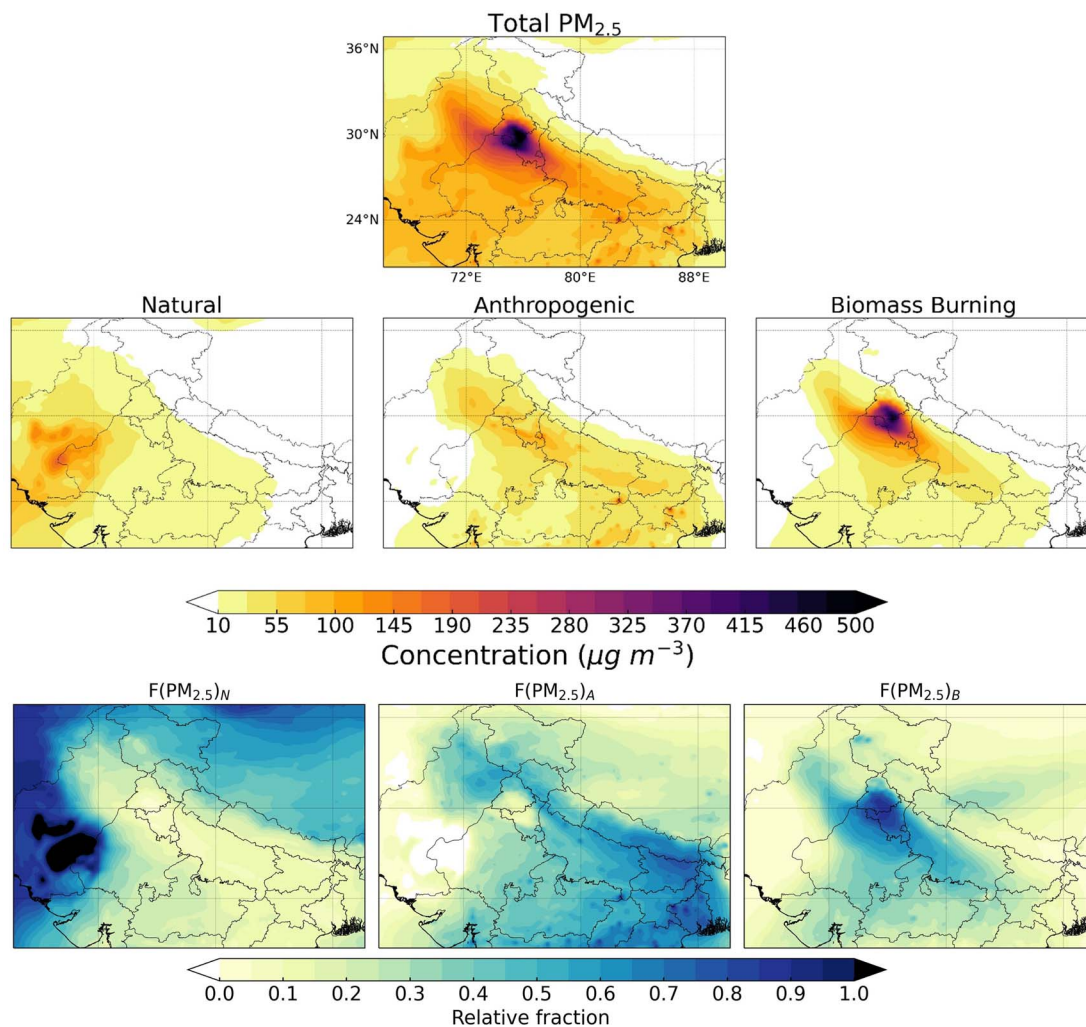 Total PM₂.₅
36°N
30°N
24°N
72°E 80°E 88°E
Natural Anthropogenic Biomass Burning
10 55 100 145 190 235 280 325 370 415 460 500
Concentration (μg m⁻³)
F(PM₂.₅)N F(PM₂.₅)A F(PM₂.₅)B
0.0 0.1 0.2 0.3 0.4 0.5 0.6 0.7 0.8 0.9 1.0
Relative fraction